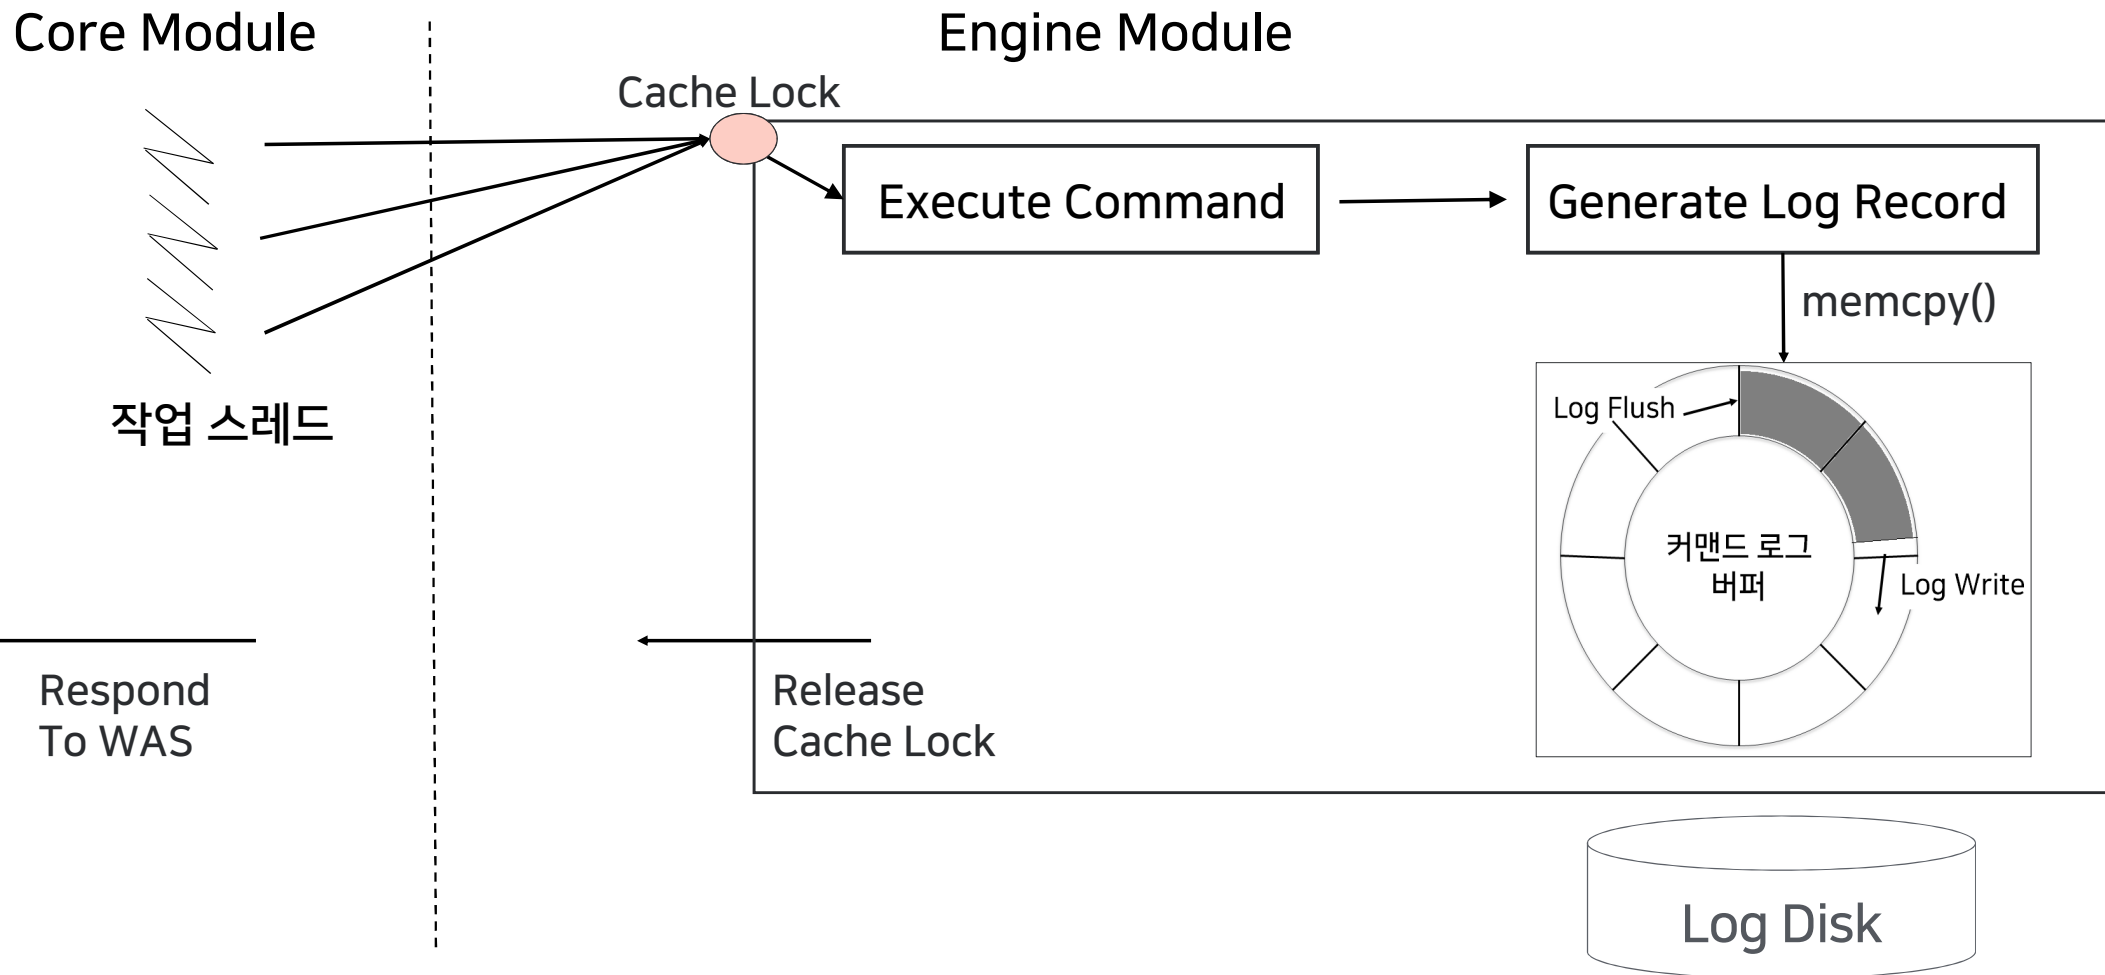 Core Module
Engine Module
Cache Lock
Execute Command
Generate Log Record
memcpy()
작업 스레드
Log Flush
커맨드 로그
버퍼
Log Write
Respond
To WAS
Release
Cache Lock
Log Disk